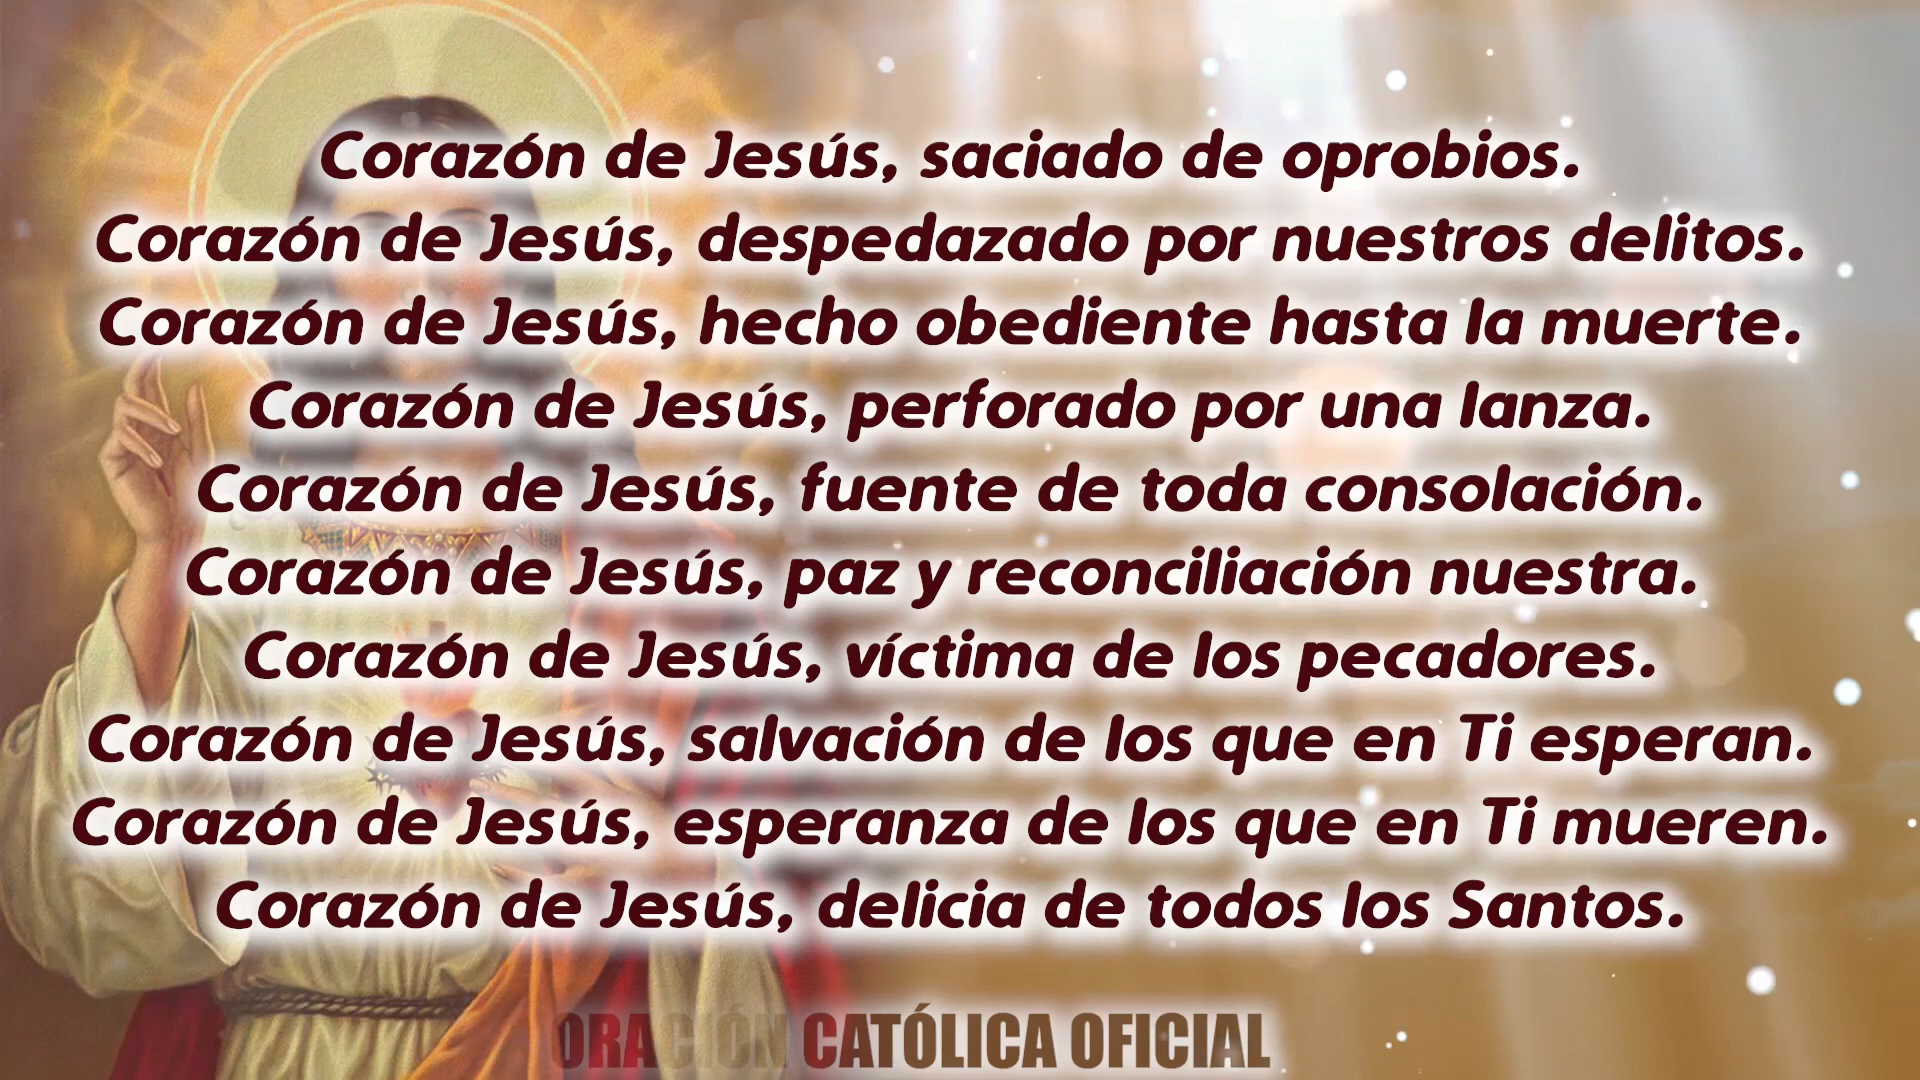 Corazón de Jesús, saciado de oprobios.
Corazón de Jesús, despedazado por nuestros delitos.
Corazón de Jesús, hecho obediente hasta la muerte.
Corazón de Jesús, perforado por una lanza.
Corazón de Jesús, fuente de toda consolación.
Corazón de Jesús, paz y reconciliación nuestra.
Corazón de Jesús, víctima de los pecadores.
Corazón de Jesús, salvación de los que en Ti esperan.
Corazón de Jesús, esperanza de los que en Ti mueren.
Corazón de Jesús, delicia de todos los Santos.
ORACIÓN CATÓLICA OFICIAL